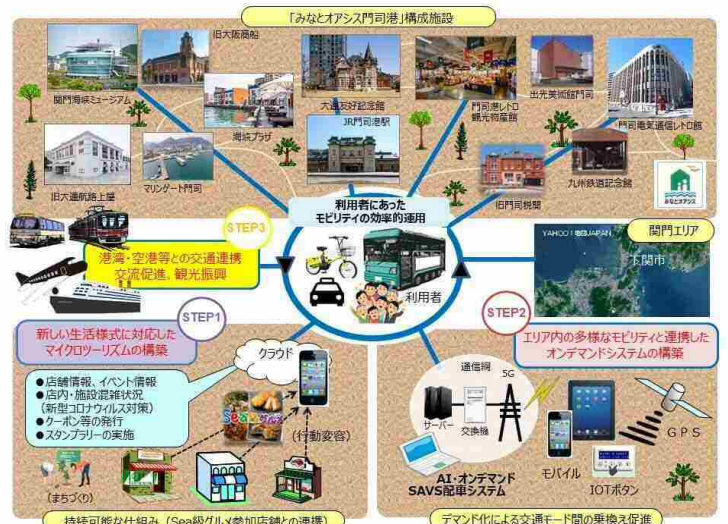 「みなとオアシス門司港」構成施設
旧大阪商船
関門海峡ミュージアム
海峡プラザ
大連友好記念館
門司港レトロ
観光物産館
出光美術館門司
門司電気通信レトロ館
JR門司港駅
旧大連航路上屋
マリンゲート門司
旧門司税関
九州鉄道記念館
みなとオアシス
利用者にあった
モビリティの効率的運用
利用者
STEP3
港湾・空港等との交通連携
交流促進、観光振興
関門エリア
YAHOO! JAPAN
下関市
STEP1
新しい生活様式に対応した
マイクロツーリズムの構築
クラウド
●店舗情報、イベント情報
●店内・施設混雑状況
(新型コロナウィルス対策)
●クーポン等の発行
●スタンプラリーの実施
Sea級グルメ
(行動変容)
(まちづくり)
持続可能な仕組み（Sea級グルメ参加店舗との連携）
STEP2
エリア内の多様なモビリティと連携した
オンデマンドシステムの構築
通信網
5G
サーバー
交換機
AI・オンデマンド
SAVS配車システム
モバイル
IOTボタン
GPS
デマンド化による交通モード間の乗換え促進